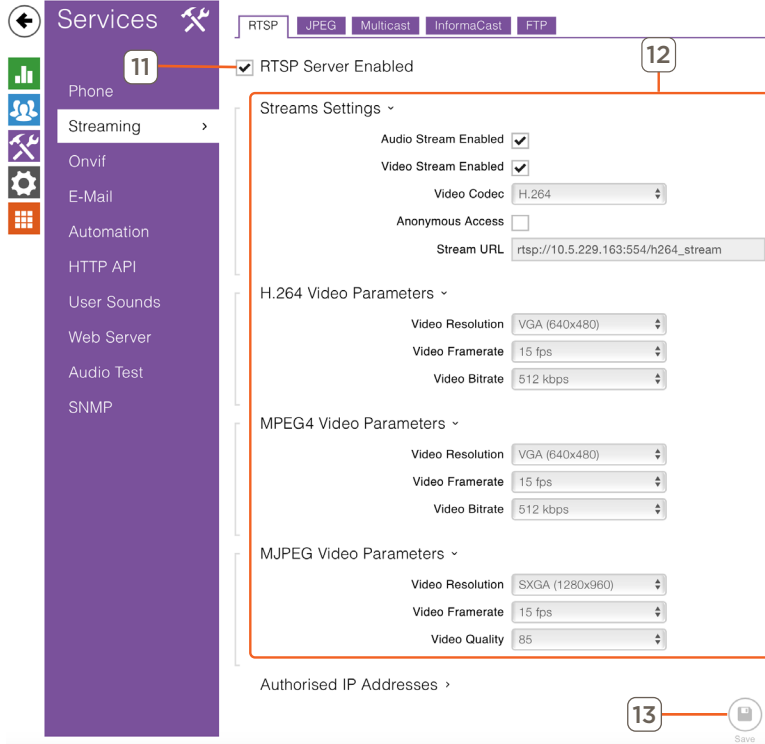 Services
RTSP JPEG Multicast InformaCast FTP
11
RTSP Server Enabled
12
Phone
Streaming
Onvif
E-Mail
Automation
HTTP API
User Sounds
Web Server
Audio Test
SNMP
Streams Settings
Audio Stream Enabled
Video Stream Enabled
Video Codec H.264
Anonymous Access
Stream URL rtsp://10.5.229.163:554/h264_stream
H.264 Video Parameters
Video Resolution VGA (640x480)
Video Framerate 15 fps
Video Bitrate 512 kbps
MPEG4 Video Parameters
Video Resolution VGA (640x480)
Video Framerate 15 fps
Video Bitrate 512 kbps
MJPEG Video Parameters
Video Resolution SXGA (1280x960)
Video Framerate 15 fps
Video Quality 85
Authorised IP Addresses
13
Save